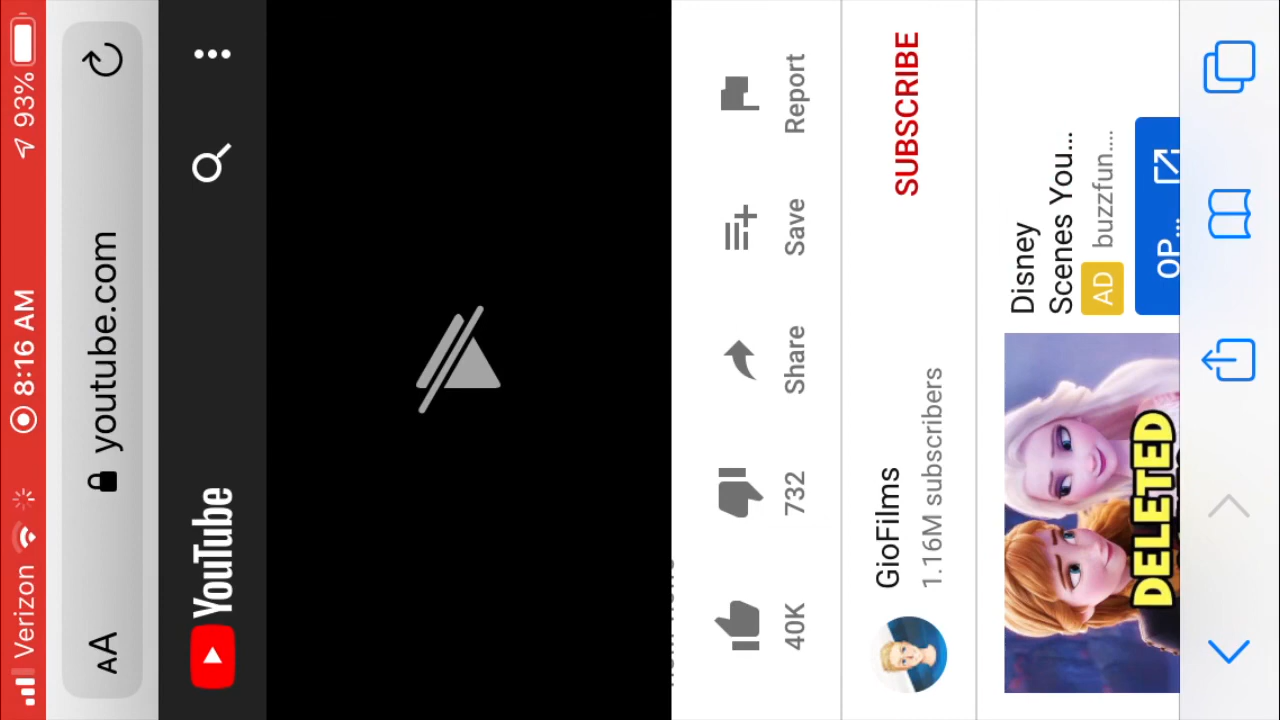 Verizon 8:16 AM 93%
AA youtube.com
YouTube
40K 732 Share Save Report
GioFilms
1.16M subscribers
SUBSCRIBE
Disney
Scenes You...
AD buzzfun....
OP...
DELETED